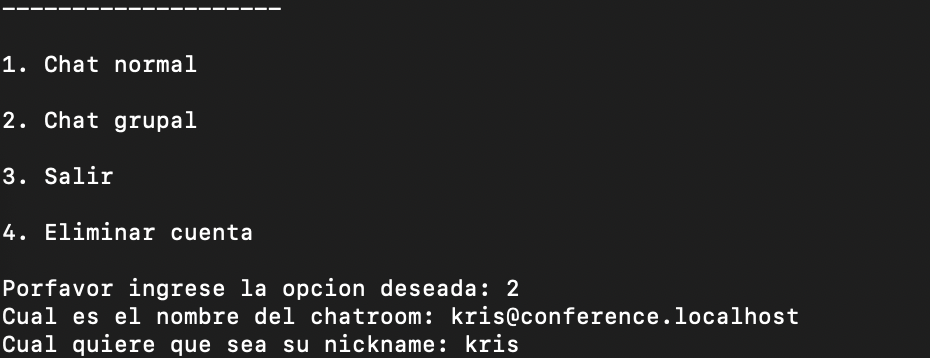 --------------------
1. Chat normal
2. Chat grupal
3. Salir
4. Eliminar cuenta
Porfavor ingrese la opcion deseada: 2
Cual es el nombre del chatroom: kris@conference.localhost
Cual quiere que sea su nickname: kris